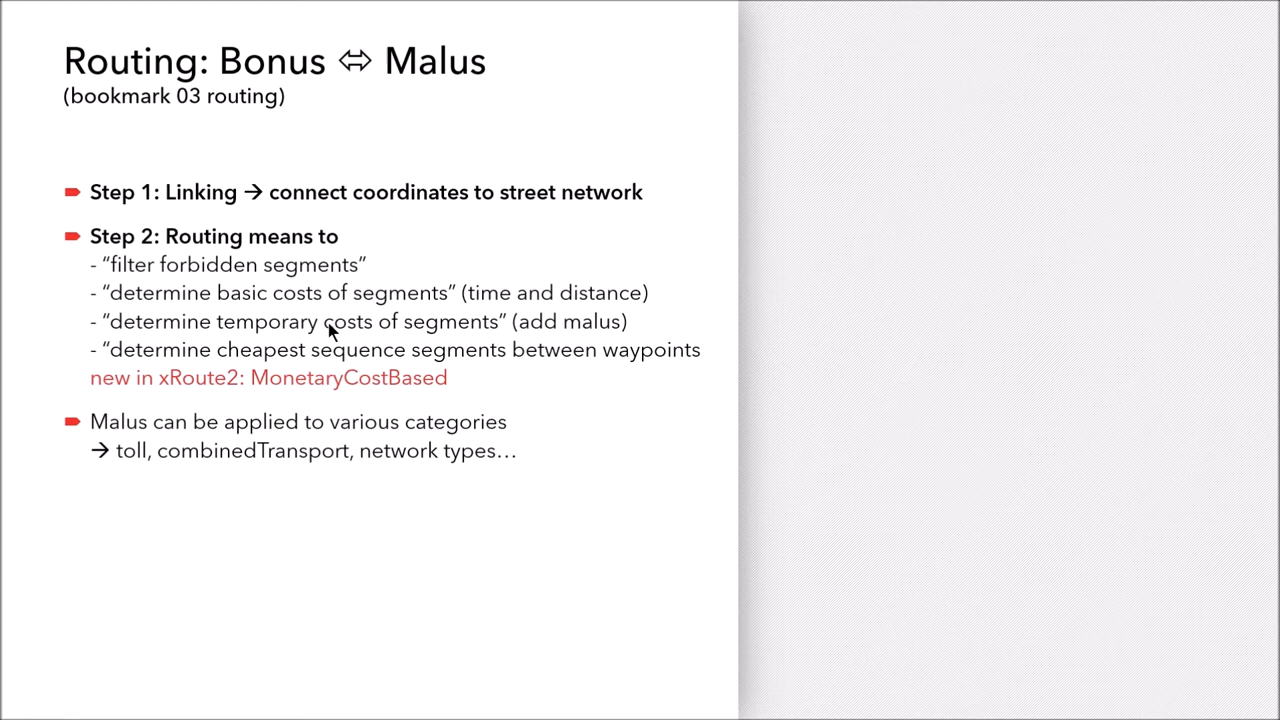 Routing: Bonus ⬄ Malus
(bookmark 03 routing)
Step 1: Linking → connect coordinates to street network
Step 2: Routing means to
- “filter forbidden segments”
- “determine basic costs of segments” (time and distance)
- “determine temporary costs of segments” (add malus)
- “determine cheapest sequence segments between waypoints
new in xRoute2: MonetaryCostBased
Malus can be applied to various categories
→ toll, combinedTransport, network types…